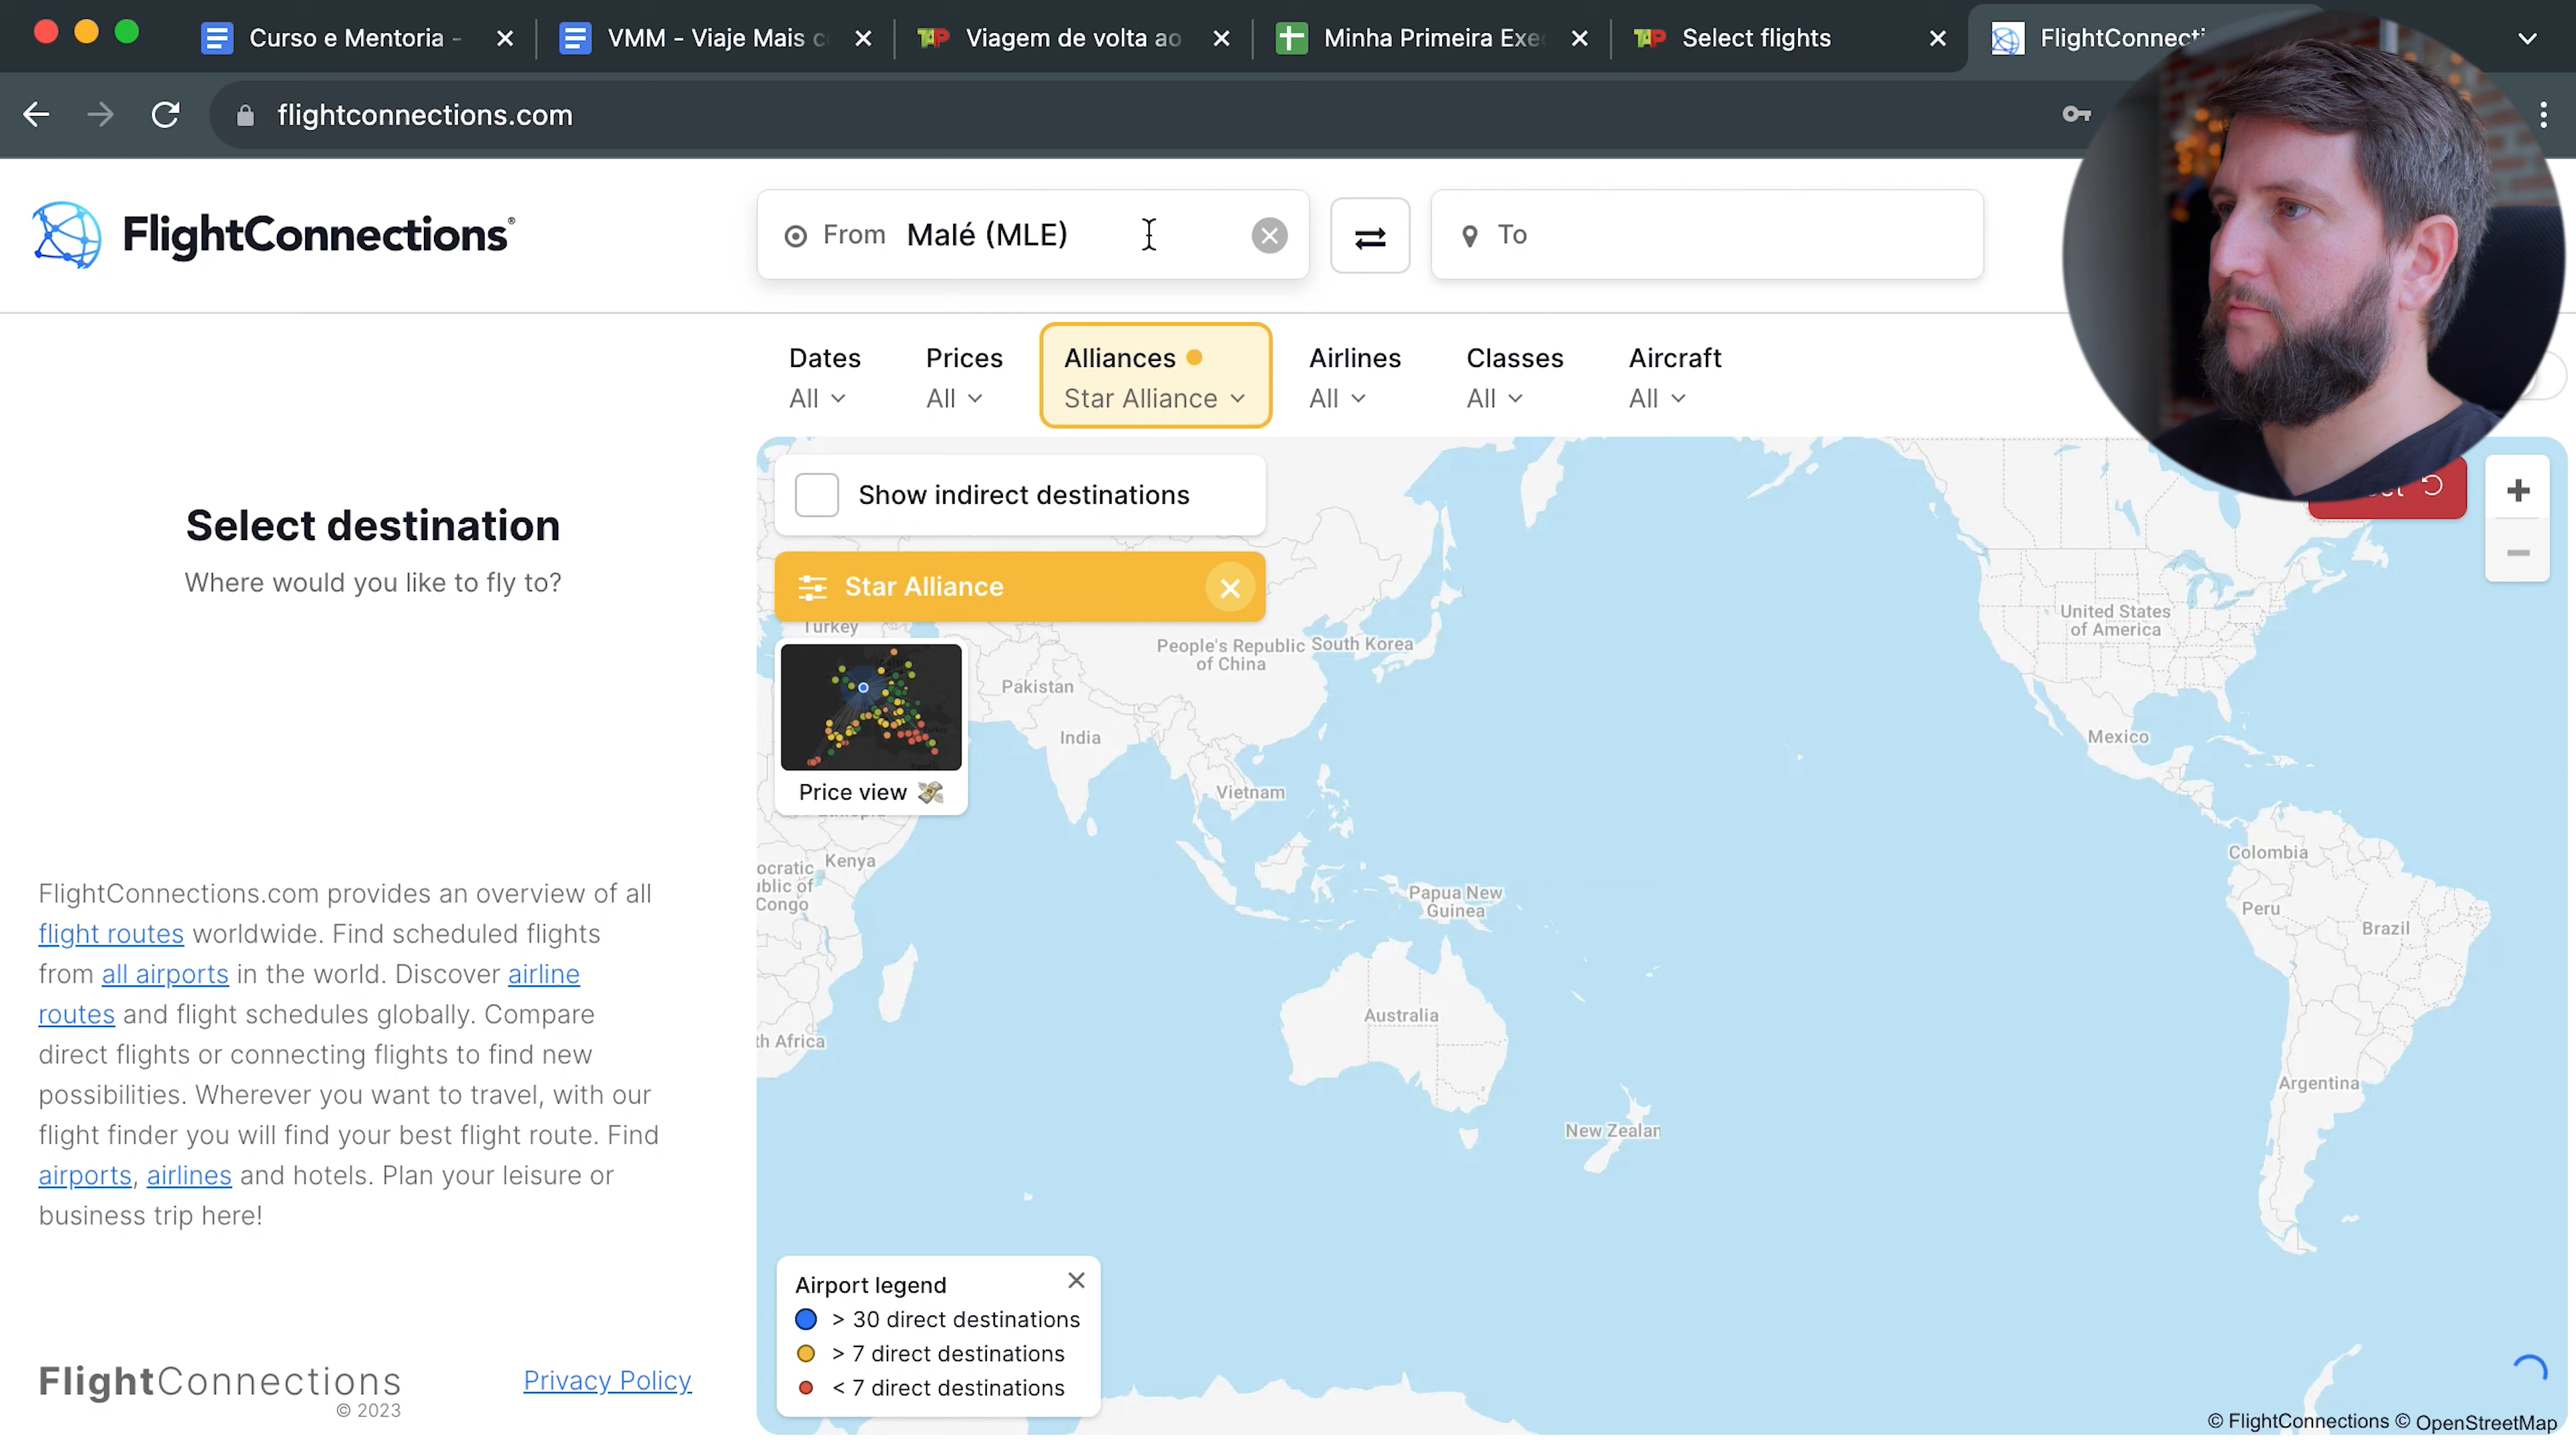 Curso e Mentoria -
VMM - Viaje Mais c
Viagem de volta ao
Minha Primeira Exe
Select flights
FlightConnecti
flightconnections.com
FlightConnections®
From Malé (MLE)
To
Dates
All
Prices
All
Alliances
Star Alliance
Airlines
All
Classes
All
Aircraft
All
Select destination
Where would you like to fly to?
Show indirect destinations
Star Alliance
Price view
Turkey
People's Republic
of China
South Korea
Pakistan
India
Vietnam
Kenya
ocratic
ublic of
Congo
Papua New
Guinea
th Africa
Australia
New Zealan
United States
of America
Mexico
Colombia
Peru
Brazil
Argentina
FlightConnections.com provides an overview of all
flight routes worldwide. Find scheduled flights
from all airports in the world. Discover airline
routes and flight schedules globally. Compare
direct flights or connecting flights to find new
possibilities. Wherever you want to travel, with our
flight finder you will find your best flight route. Find
airports, airlines and hotels. Plan your leisure or
business trip here!
Airport legend
> 30 direct destinations
> 7 direct destinations
< 7 direct destinations
FlightConnections
© 2023
Privacy Policy
© FlightConnections © OpenStreetMap